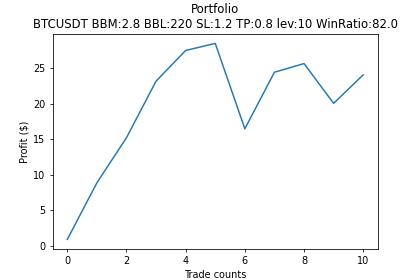 Portfolio
BTCUSDT BBM:2.8 BBL:220 SL:1.2 TP:0.8 lev:10 WinRatio:82.0
25
20
15
10
5
0
Profit ($)
0 2 4 6 8 10
Trade counts